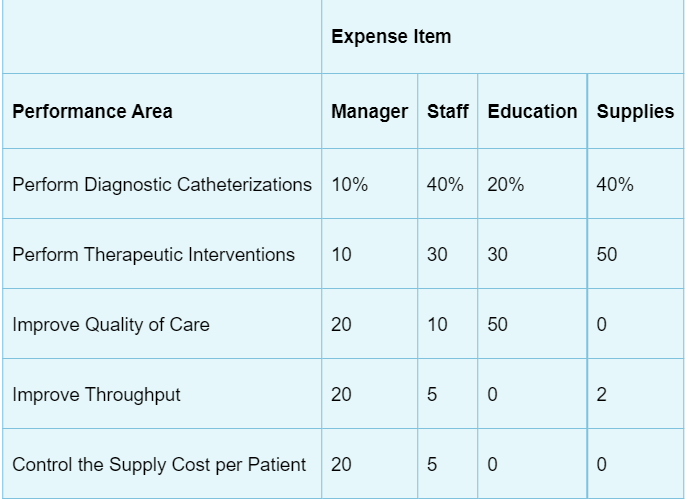 Expense Item
Performance Area Manager Staff Education Supplies
Perform Diagnostic Catheterizations 10% 40% 20% 40%
Perform Therapeutic Interventions 10 30 30 50
Improve Quality of Care 20 10 50 0
Improve Throughput 20 5 0 2
Control the Supply Cost per Patient 20 5 0 0